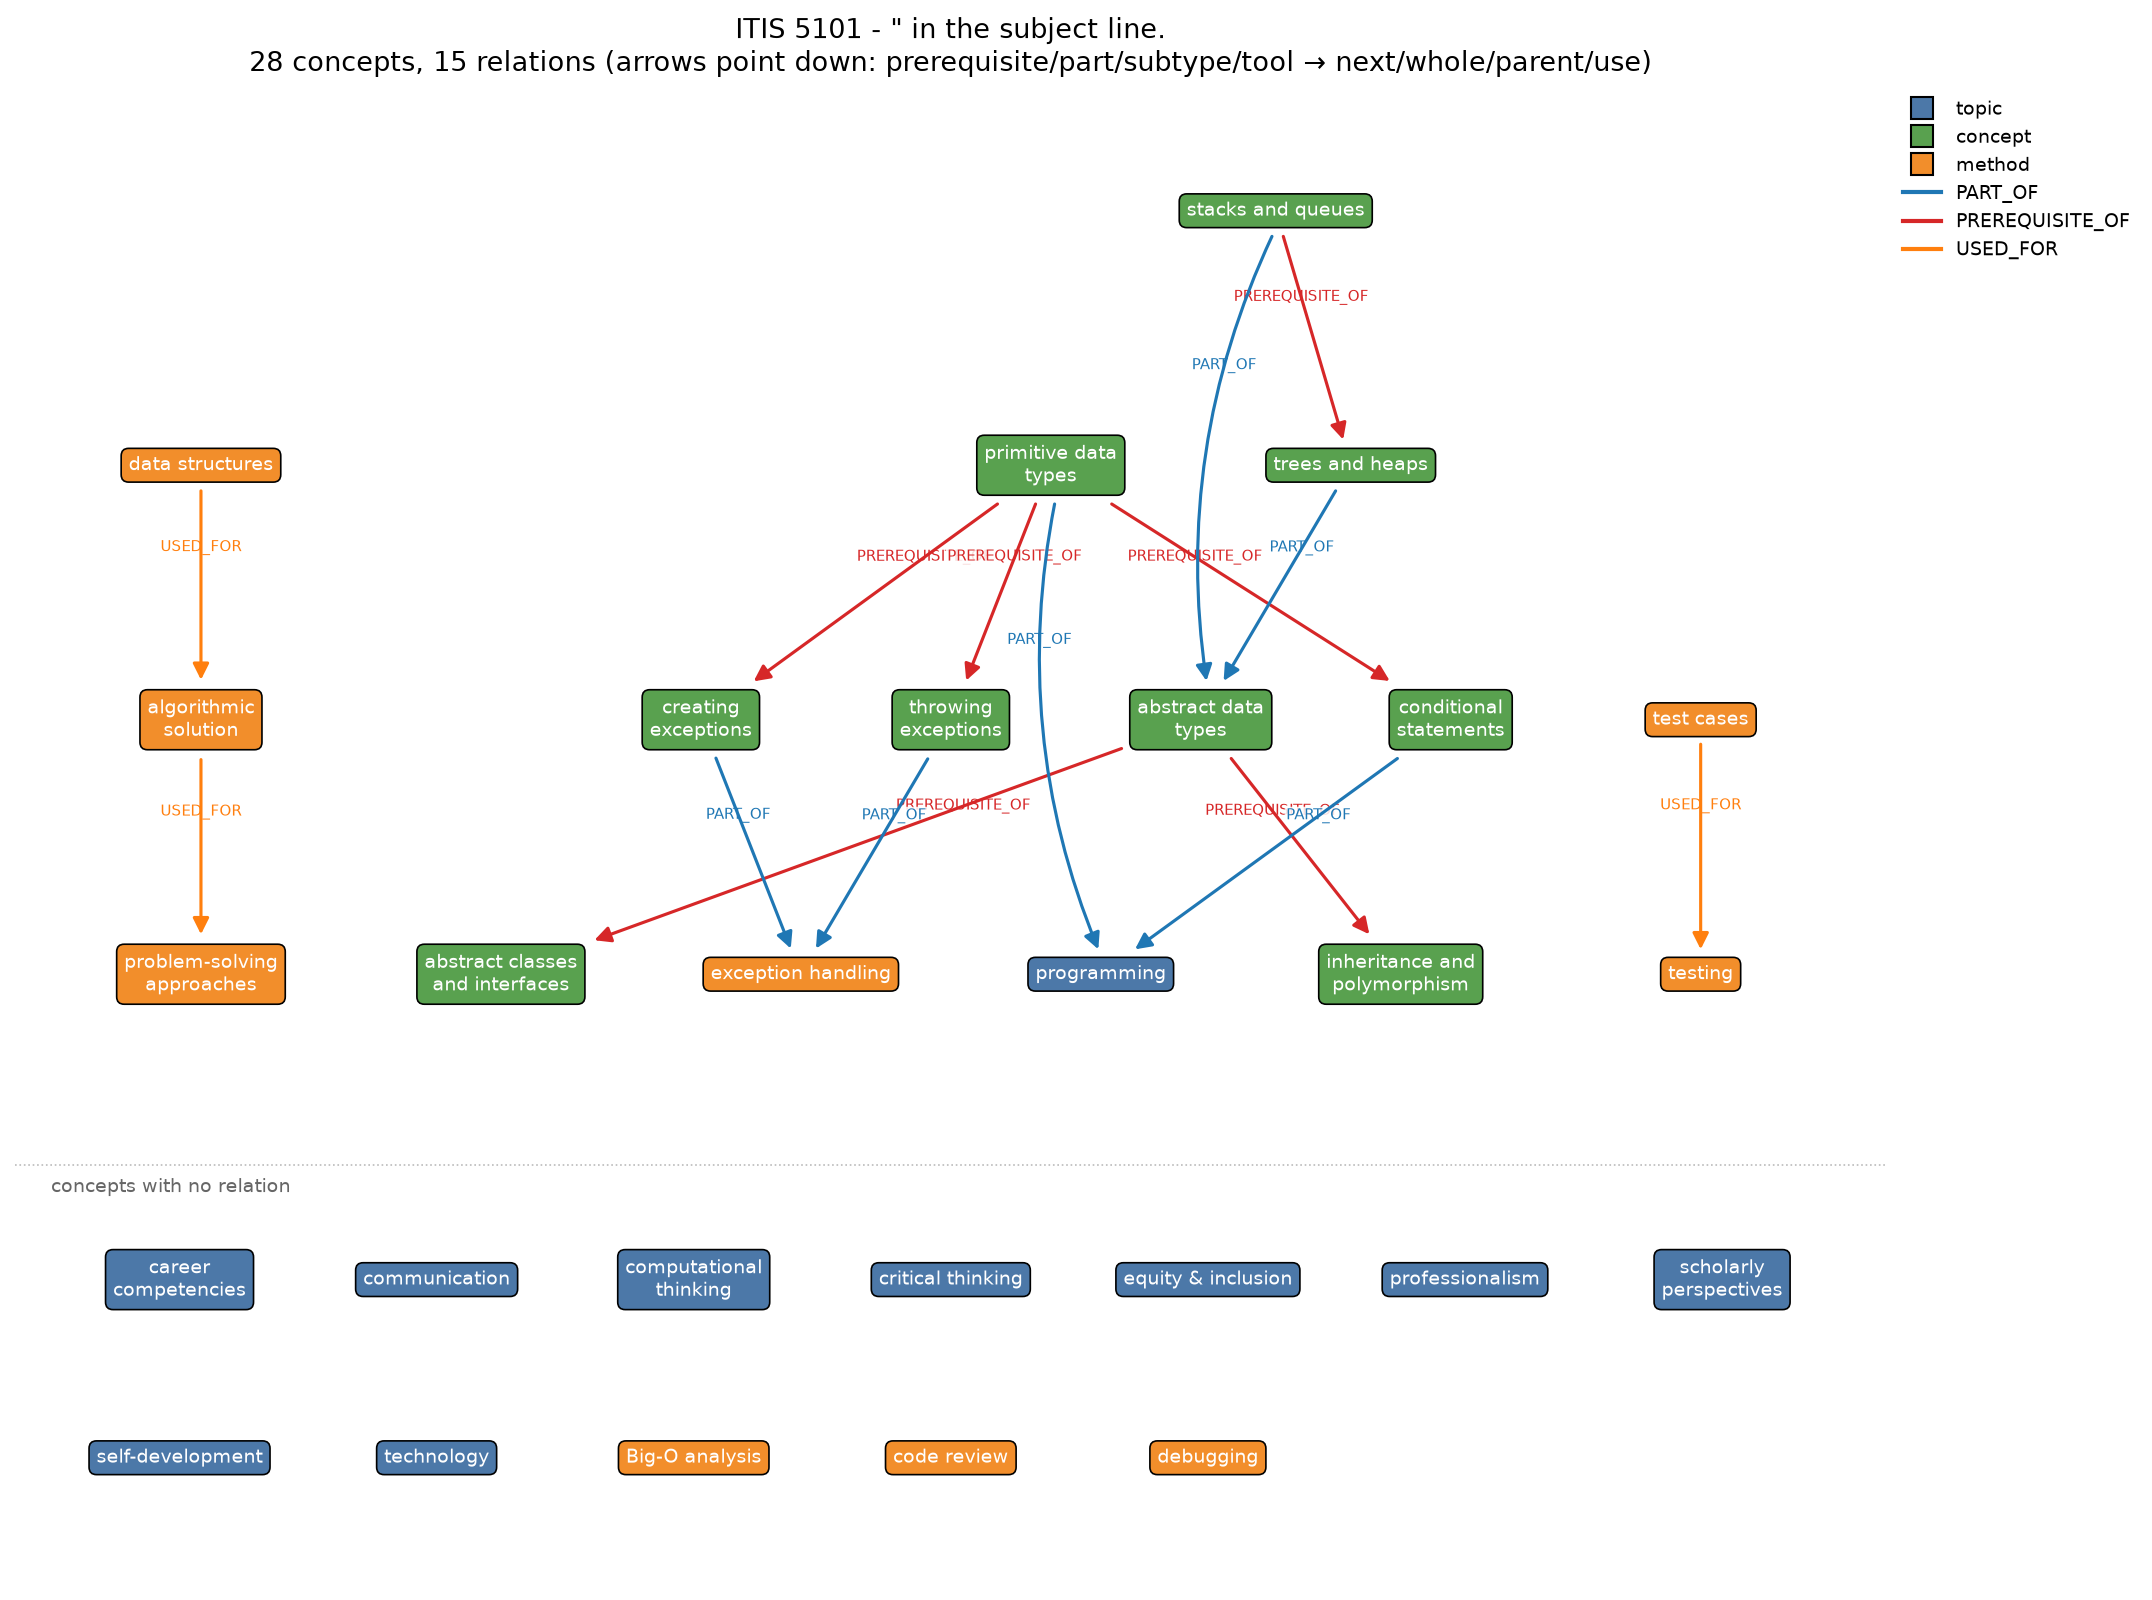 ITIS 5101 - " in the subject line.
28 concepts, 15 relations (arrows point down: prerequisite/part/subtype/tool → next/whole/parent/use)
topic
concept
method
PART_OF
PREREQUISITE_OF
USED_FOR
stacks and queues
PREREQUISITE_OF
PART_OF
data structures
primitive data
types
trees and heaps
USED_FOR
PREREQUISI
PREREQUISITE_OF
PREREQUISITE_OF
PART_OF
PART_OF
algorithmic
solution
creating
exceptions
throwing
exceptions
abstract data
types
conditional
statements
test cases
USED_FOR
PART_OF
PART_OF
PREREQUISITE_OF
PREREQUISITE_OF
PART_OF
USED_FOR
problem-solving
approaches
abstract classes
and interfaces
exception handling
programming
inheritance and
polymorphism
testing
concepts with no relation
career
competencies
communication
computational
thinking
critical thinking
equity & inclusion
professionalism
scholarly
perspectives
self-development
technology
Big-O analysis
code review
debugging